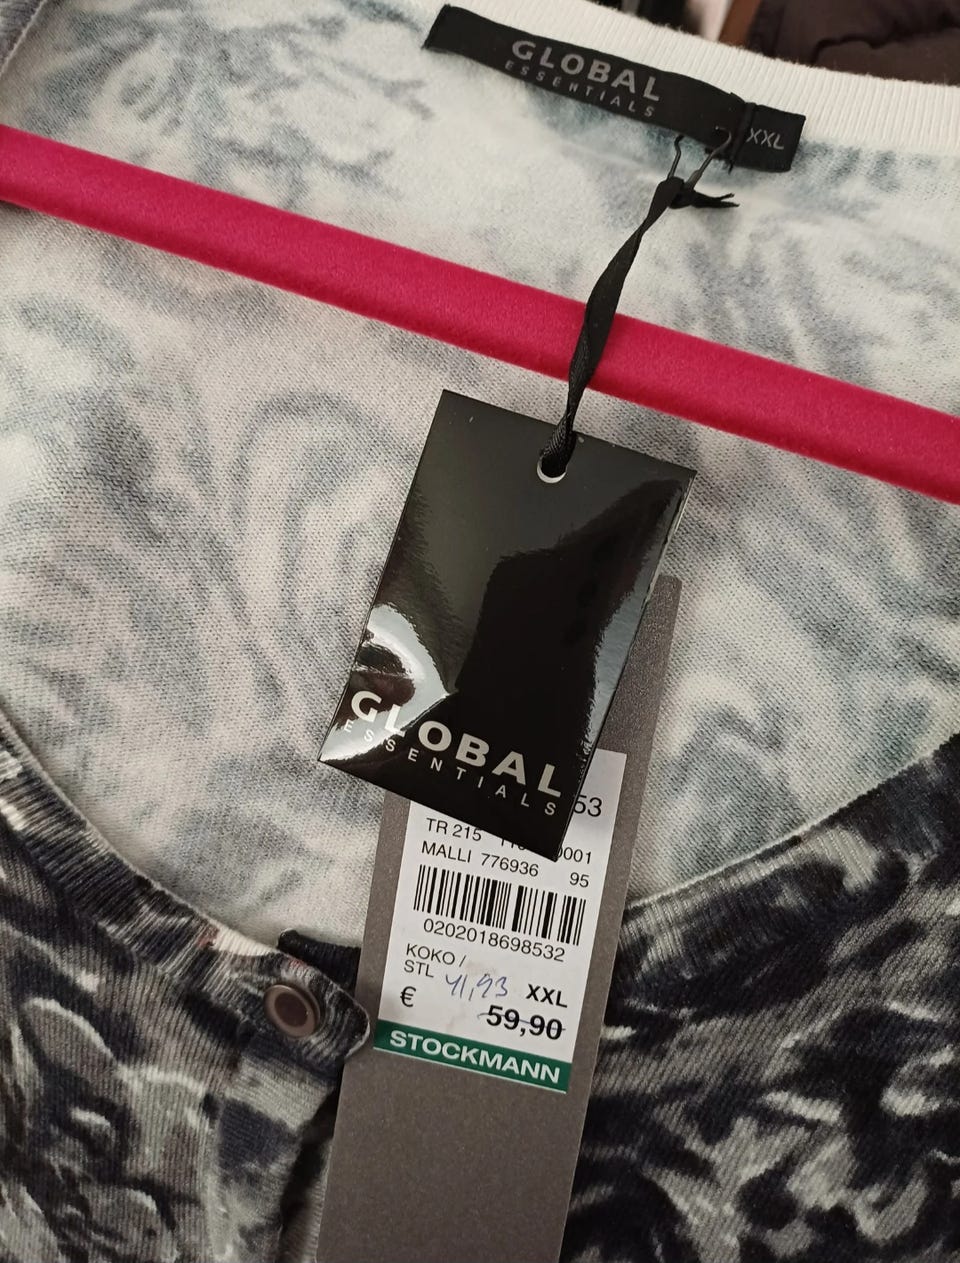 GLOBAL
ESSENTIALS
XXL
GLOBAL
ESSENTIALS
53
TR 215
0001
MALLI 776936 95
0202018698532
KOKO /
STL 41,93 XXL
€ 59,90
STOCKMANN